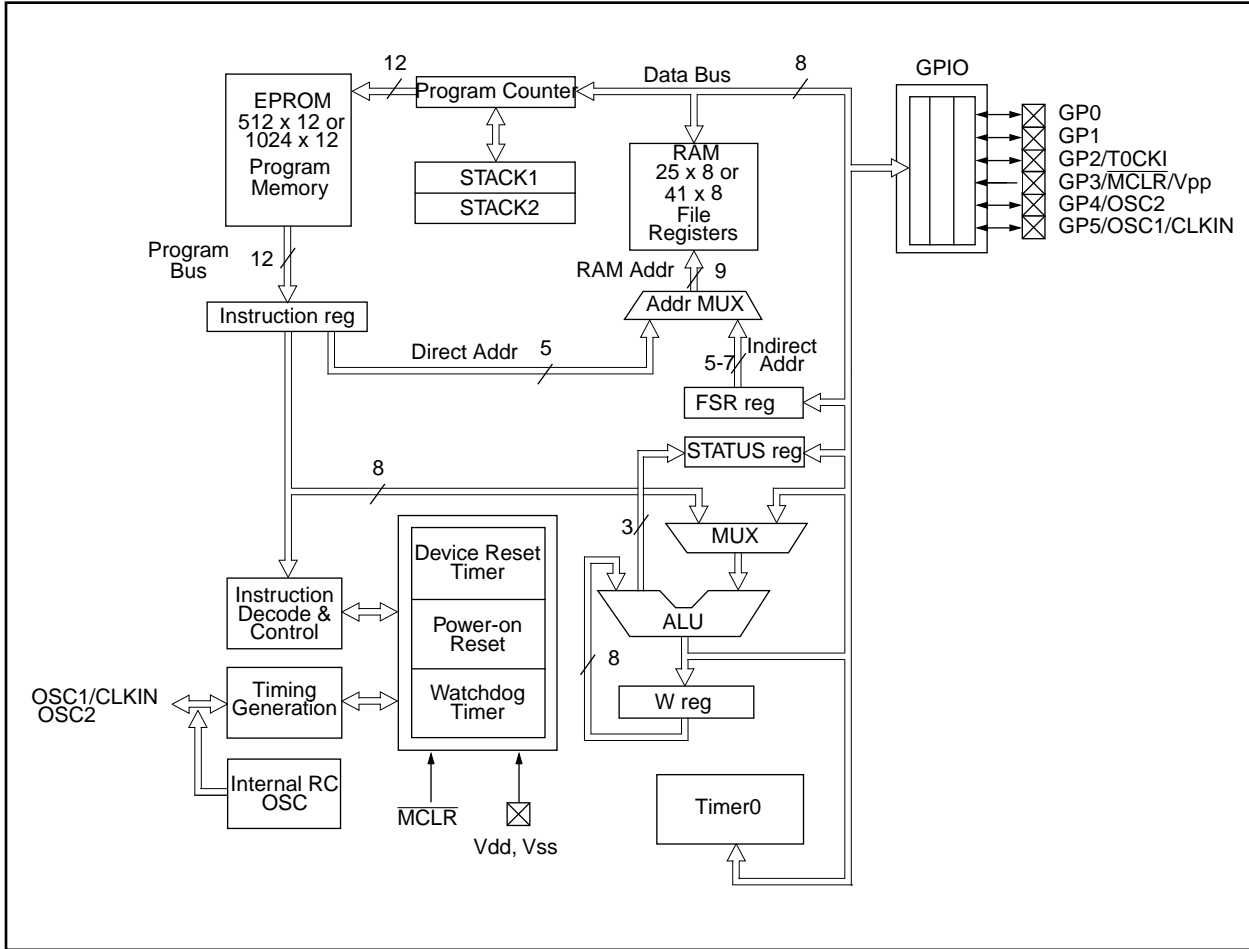 12
Data Bus
8
GPIO
EPROM
512 x 12 or
1024 x 12
Program
Memory
Program Counter
STACK1
STACK2
RAM
25 x 8 or
41 x 8
File
Registers
GP0
GP1
GP2/T0CKI
GP3/MCLR/Vpp
GP4/OSC2
GP5/OSC1/CLKIN
Program
Bus
12
RAM Addr
9
Addr MUX
Instruction reg
Direct Addr
5
5-7
Indirect
Addr
FSR reg
STATUS reg
8
3
MUX
Device Reset
Timer
Instruction
Decode &
Control
Power-on
Reset
ALU
8
OSC1/CLKIN
OSC2
Timing
Generation
Watchdog
Timer
W reg
Internal RC
OSC
MCLR
Vdd, Vss
Timer0